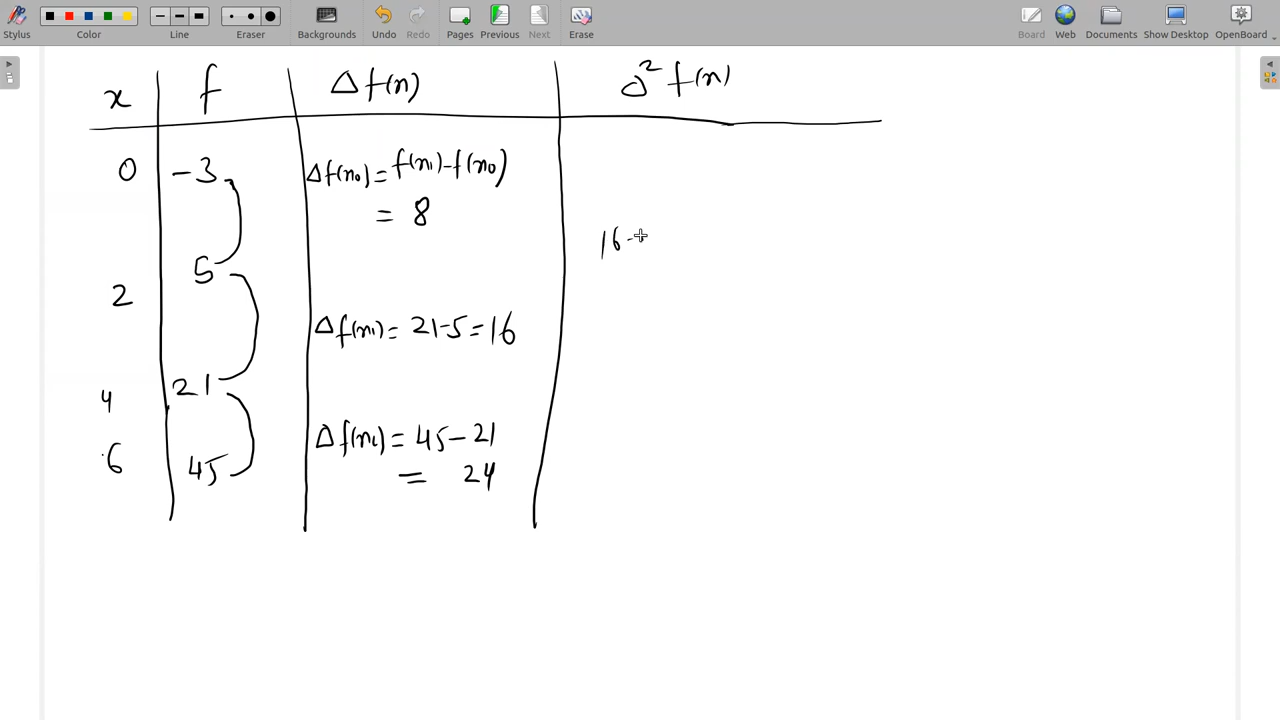 Stylus Color Line Eraser Backgrounds Undo Redo Pages Previous Next Erase Board Web Documents Show Desktop OpenBoard
x f Δf(x) Δ² f(x)
0 -3 Δf(x₀) = f(x₁) - f(x₀)
= 8
16 -
5
2
Δf(x₁) = 21-5 = 16
21
4
Δf(x₂) = 45 - 21
6 45
= 24